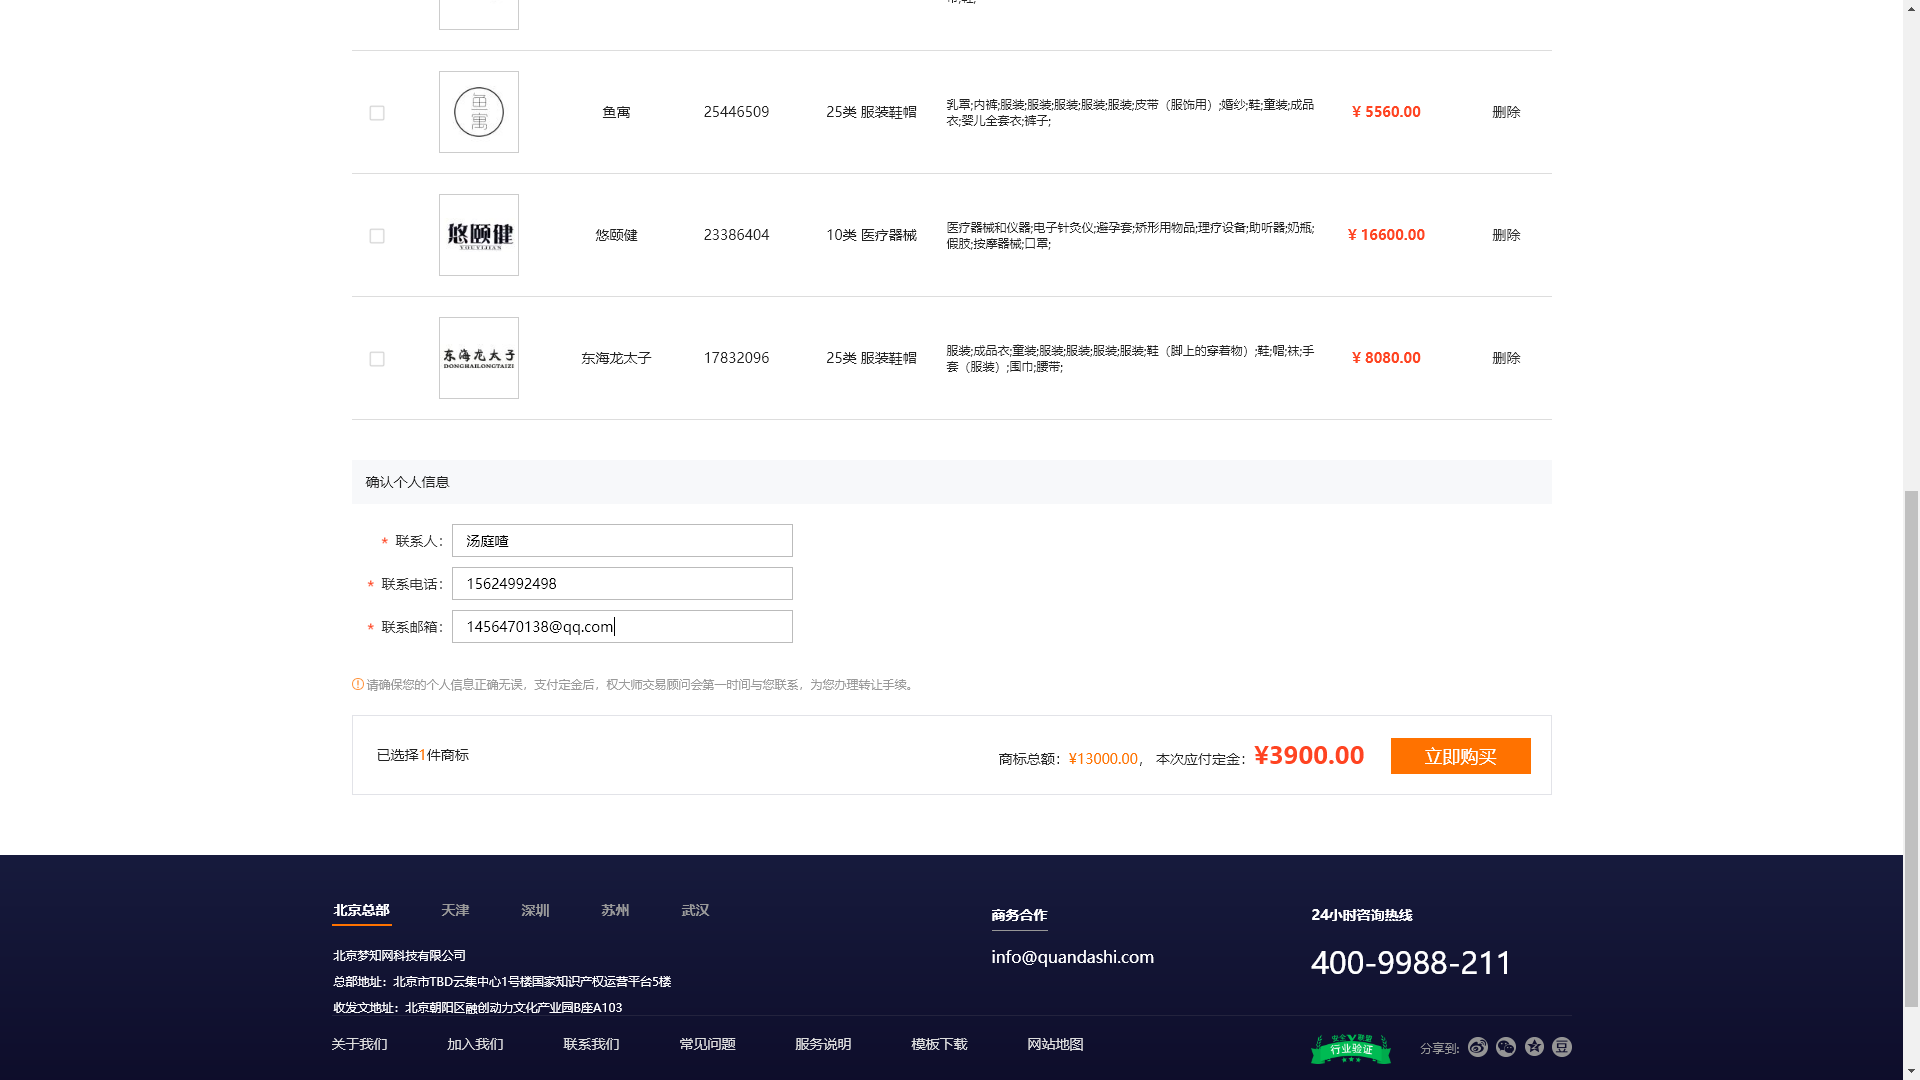 鱼寓
鱼寓 25446509 25类 服装鞋帽 乳罩;内裤;服装;服装;服装;服装;服装;皮带（服饰用）;婚纱;鞋;童装;成品 ¥ 5560.00 删除
衣;婴儿全套衣;裤子;
悠颐健
YOUYIJIAN
悠颐健 23386404 10类 医疗器械 医疗器械和仪器;电子针灸仪;避孕套;矫形用物品;理疗设备;助听器;奶瓶; ¥ 16600.00 删除
假肢;按摩器械;口罩;
东海龙太子
DONGHAILONGTAIZI
东海龙太子 17832096 25类 服装鞋帽 服装;成品衣;童装;服装;服装;服装;服装;鞋（脚上的穿着物）;鞋;帽;袜;手 ¥ 8080.00 删除
套（服装）;围巾;腰带;
确认个人信息
* 联系人： 汤庭喳
* 联系电话： 15624992498
* 联系邮箱： 1456470138@qq.com
请确保您的个人信息正确无误，支付定金后，权大师交易顾问会第一时间与您联系，为您办理转让手续。
已选择1件商标 商标总额：¥13000.00， 本次应付定金：¥3900.00 立即购买
北京总部 天津 深圳 苏州 武汉
北京梦知网科技有限公司
总部地址：北京市TBD云集中心1号楼国家知识产权运营平台5楼
收发文地址：北京朝阳区融创动力文化产业园B座A103
商务合作
info@quandashi.com
24小时咨询热线
400-9988-211
关于我们 加入我们 联系我们 常见问题 服务说明 模板下载 网站地图
安全联盟
行业验证
分享到: